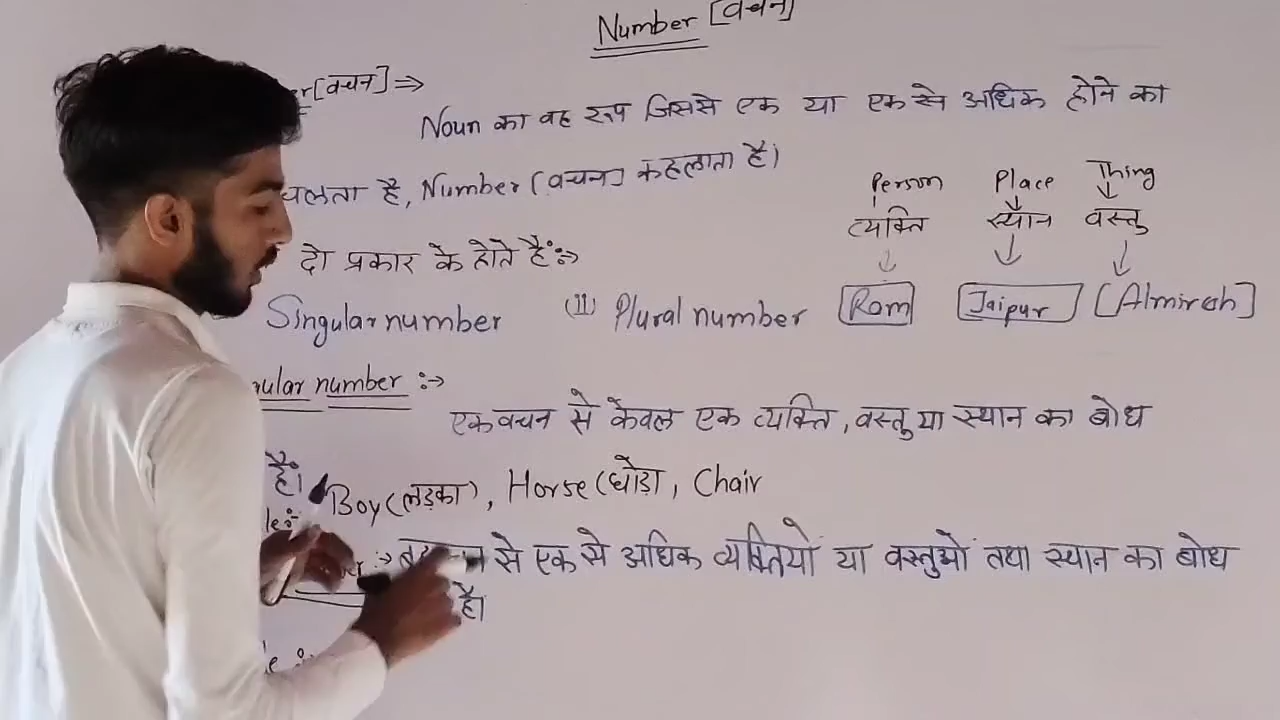 Number [वचन]
[वचन] ⇒
Noun का वह रूप जिससे एक या एक से अधिक होने का
चलता है, Number [वचन] कहलाता है।
Person Place Thing
व्यक्ति स्थान वस्तु
दो प्रकार के होते हैं :→
Singular number (II) Plural number [Ram] [Jaipur] [Almirah]
number :→
एकवचन से केवल एक व्यक्ति, वस्तु या स्थान का बोध
है।
Boy (लड़का), Horse (घोड़ा, Chair
से एक से अधिक व्यक्तियों या वस्तुओं तथा स्थान का बोध
है।